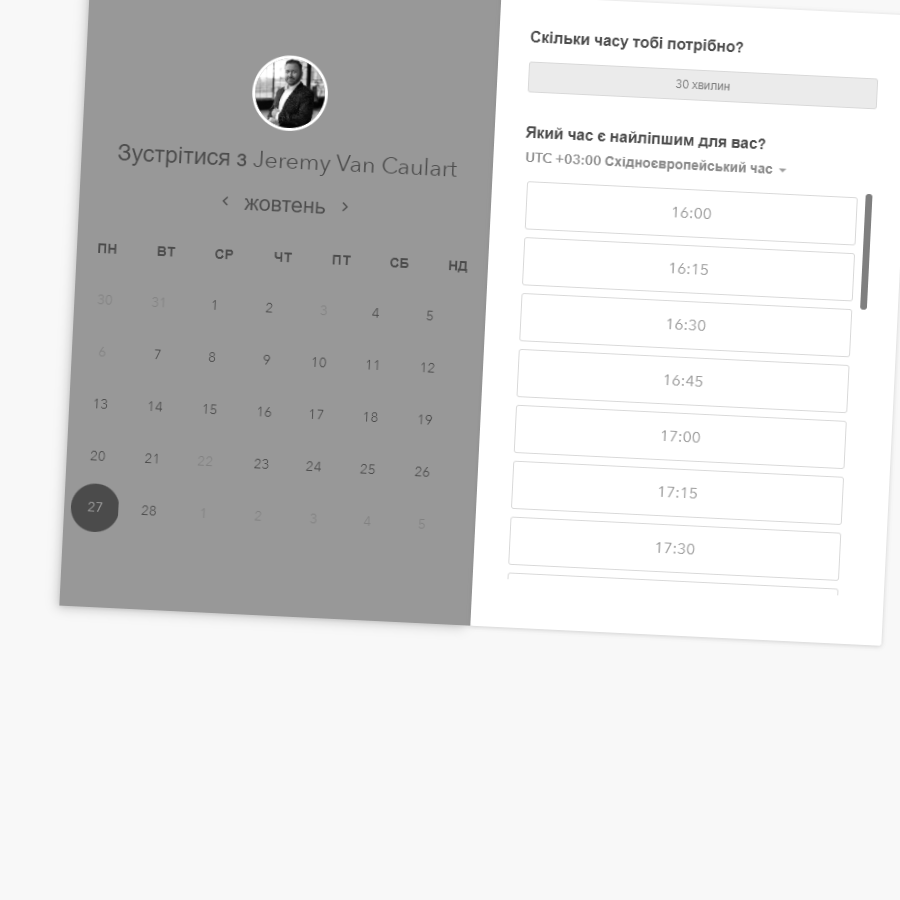 Зустрітися з Jeremy Van Caulart
жовтень
ПН ВТ СР ЧТ ПТ СБ НД
30 31 1 2 3 4 5
6 7 8 9 10 11 12
13 14 15 16 17 18 19
20 21 22 23 24 25 26
27 28 1 2 3 4 5
Скільки часу тобі потрібно?
30 хвилин
Який час є найліпшим для вас?
UTC +03:00 Східноєвропейський час
16:00
16:15
16:30
16:45
17:00
17:15
17:30